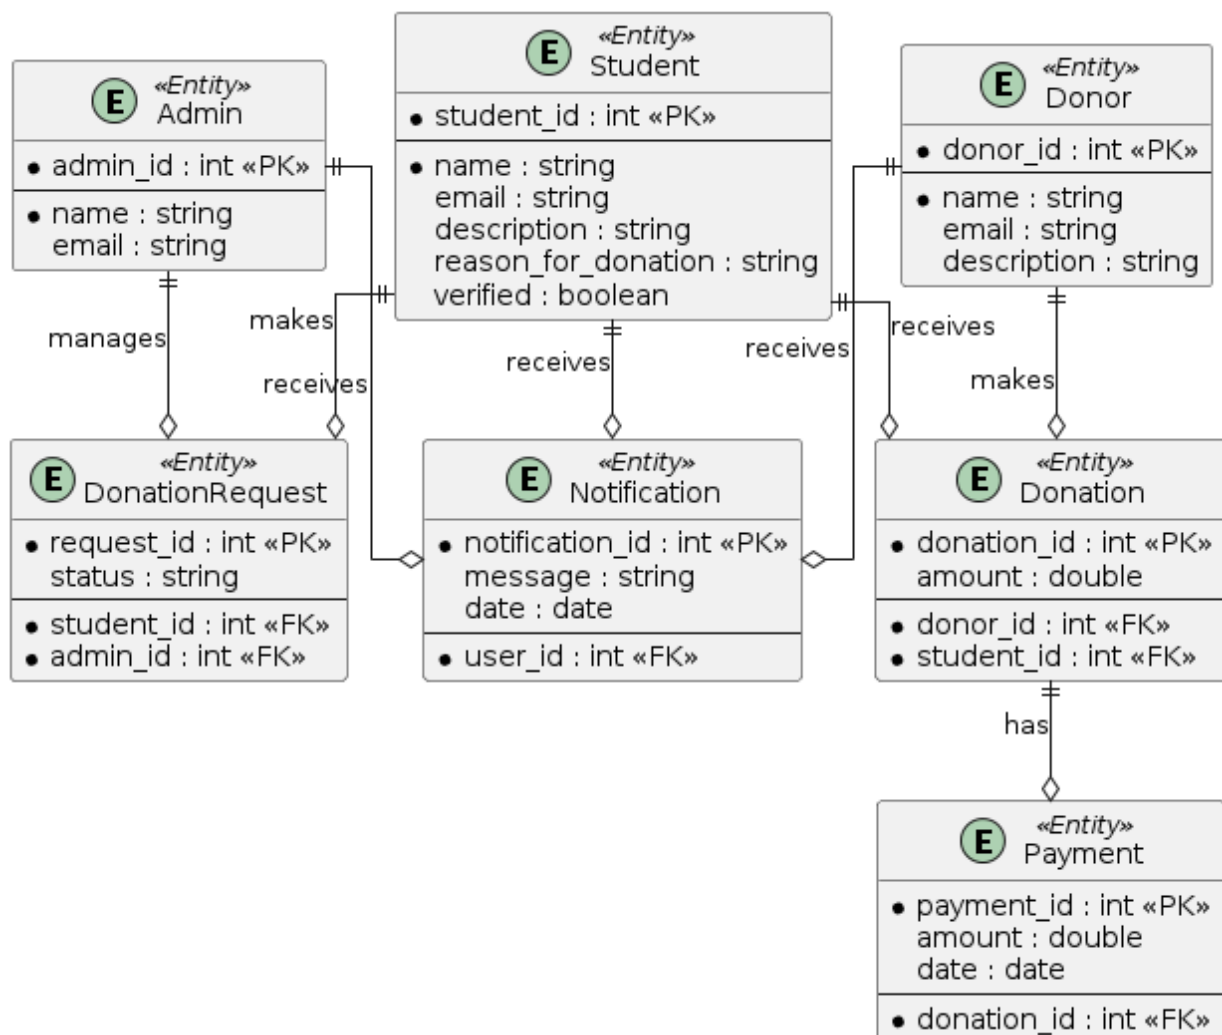 «Entity»
E
Admin
admin_id : int «PK»
name : string
email : string
«Entity»
E
Student
student_id : int «PK»
name : string
email : string
description : string
reason_for_donation : string
verified : boolean
«Entity»
E
Donor
donor_id : int «PK»
name : string
email : string
description : string
manages
makes
receives
receives
receives
receives
makes
«Entity»
E
DonationRequest
request_id : int «PK»
status : string
student_id : int «FK»
admin_id : int «FK»
«Entity»
E
Notification
notification_id : int «PK»
message : string
date : date
user_id : int «FK»
«Entity»
E
Donation
donation_id : int «PK»
amount : double
donor_id : int «FK»
student_id : int «FK»
has
«Entity»
E
Payment
payment_id : int «PK»
amount : double
date : date
donation_id : int «FK»